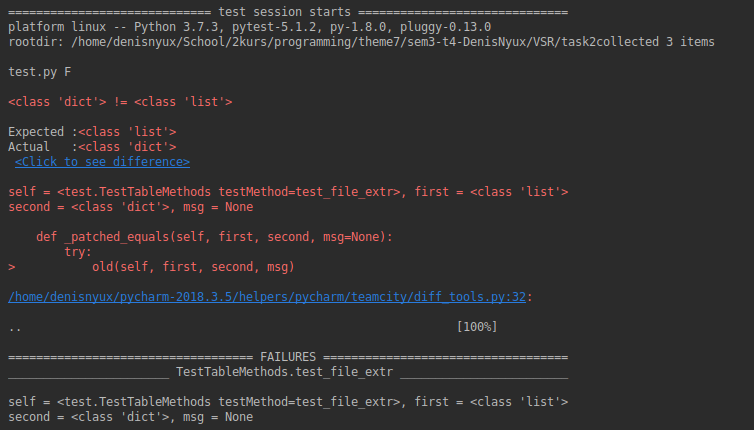 ============================= test session starts ==============================
platform linux -- Python 3.7.3, pytest-5.1.2, py-1.8.0, pluggy-0.13.0
rootdir: /home/denisnyux/School/2kurs/programming/theme7/sem3-t4-DenisNyux/VSR/task2collected 3 items
test.py F
<class 'dict'> != <class 'list'>
Expected :<class 'list'>
Actual   :<class 'dict'>
<Click to see difference>
self = <test.TestTableMethods testMethod=test_file_extr>, first = <class 'list'>
second = <class 'dict'>, msg = None
    def _patched_equals(self, first, second, msg=None):
        try:
>           old(self, first, second, msg)
/home/denisnyux/pycharm-2018.3.5/helpers/pycharm/teamcity/diff_tools.py:32:
..                                                              [100%]
=================================== FAILURES ===================================
_______________________ TestTableMethods.test_file_extr ________________________
self = <test.TestTableMethods testMethod=test_file_extr>, first = <class 'list'>
second = <class 'dict'>, msg = None